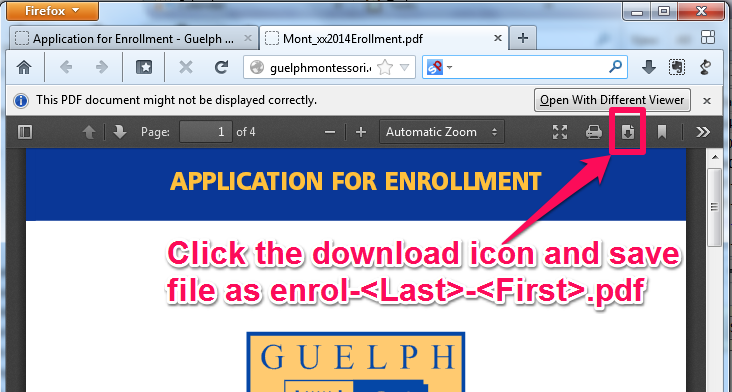 Firefox
Application for Enrollment - Guelph ...
Mont_xx2014Erollment.pdf
guelphmontessori.
This PDF document might not be displayed correctly.
Open With Different Viewer
Page:
1
of 4
Automatic Zoom
APPLICATION FOR ENROLLMENT
Click the download icon and save
file as enrol-<Last>-<First>.pdf
GUELPH